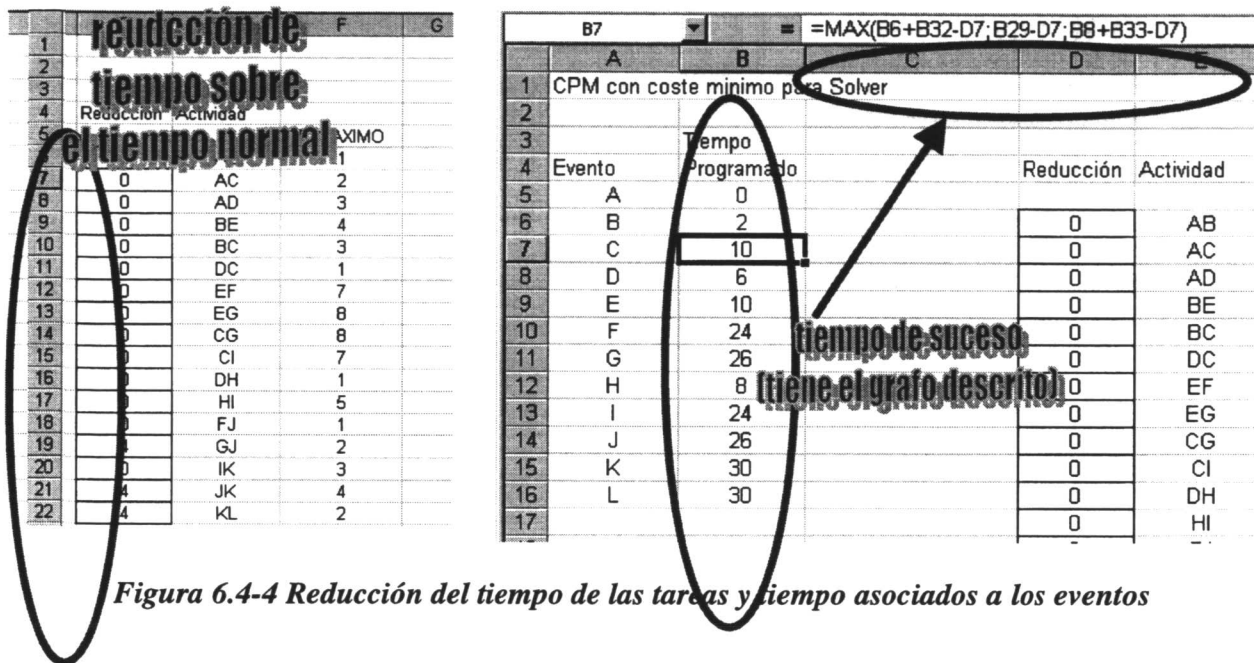 reudcción de
tiempo sobre
el tiempo normal
F G
1
2
3
4 Reducción Actividad
5
1
7 0 AC 2
8 0 AD 3
9 0 BE 4
10 0 BC 3
11 0 DC 1
12 0 EF 7
13 0 EG 8
14 0 CG 8
15 CI 7
16 DH 1
17 HI 5
18 FJ 1
19 4 GJ 2
20 0 IK 3
21 4 JK 4
22 4 KL 2
B7 = =MAX(B6+B32-D7;B29-D7;B8+B33-D7)
A B C D E
1 CPM con coste minimo para Solver
2
3 Tiempo
4 Evento Programado Reducción Actividad
5 A 0
6 B 2 0 AB
7 C 10 0 AC
8 D 6 0 AD
9 E 10 0 BE
10 F 24 0 BC
11 G 26 0 DC
12 H 8 0 EF
13 I 24 0 EG
14 J 26 0 CG
15 K 30 0 CI
16 L 30 0 DH
17 0 HI
tiempo de suceso
(tiene el grafo descrito)
Figura 6.4-4 Reducción del tiempo de las tareas y tiempo asociados a los eventos